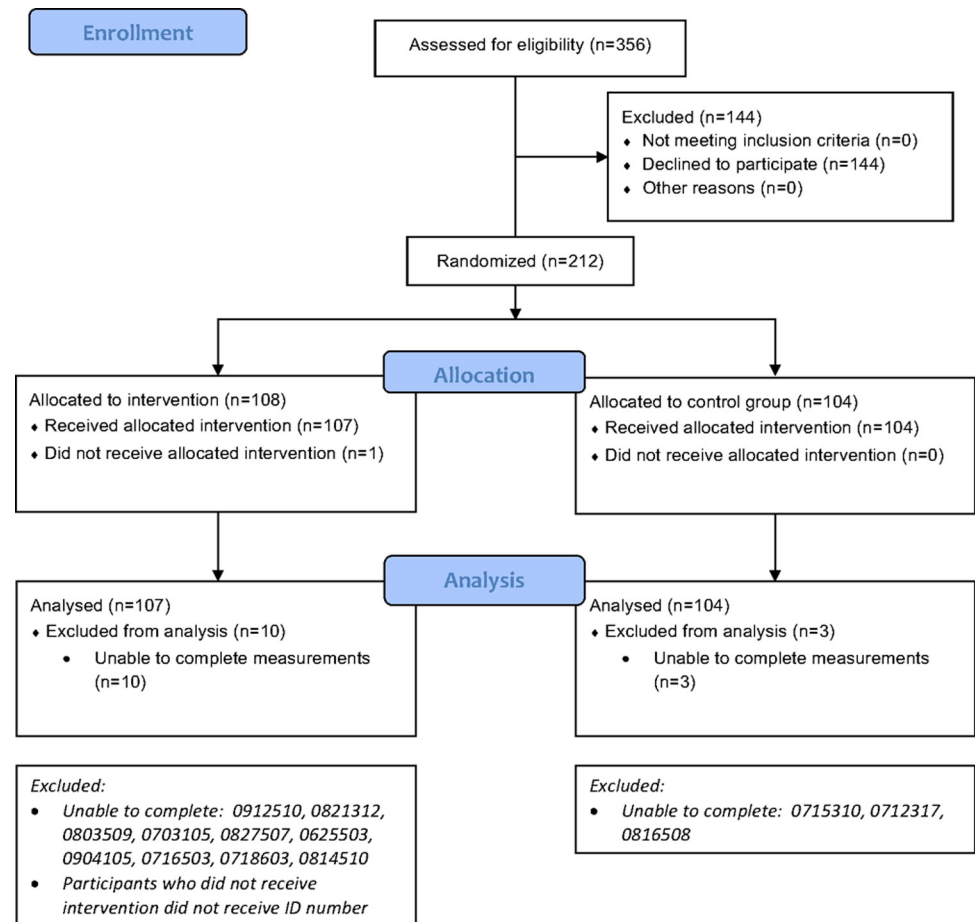 Enrollment
Assessed for eligibility (n=356)
Excluded (n=144)
⬧ Not meeting inclusion criteria (n=0)
⬧ Declined to participate (n=144)
⬧ Other reasons (n=0)
Randomized (n=212)
Allocation
Allocated to intervention (n=108)
⬧ Received allocated intervention (n=107)
⬧ Did not receive allocated intervention (n=1)
Allocated to control group (n=104)
⬧ Received allocated intervention (n=104)
⬧ Did not receive allocated intervention (n=0)
Analysis
Analysed (n=107)
⬧ Excluded from analysis (n=10)
• Unable to complete measurements
(n=10)
Analysed (n=104)
⬧ Excluded from analysis (n=3)
• Unable to complete measurements
(n=3)
Excluded:
• Unable to complete: 0912510, 0821312,
0803509, 0703105, 0827507, 0625503,
0904105, 0716503, 0718603, 0814510
• Participants who did not receive
intervention did not receive ID number
Excluded:
• Unable to complete: 0715310, 0712317,
0816508